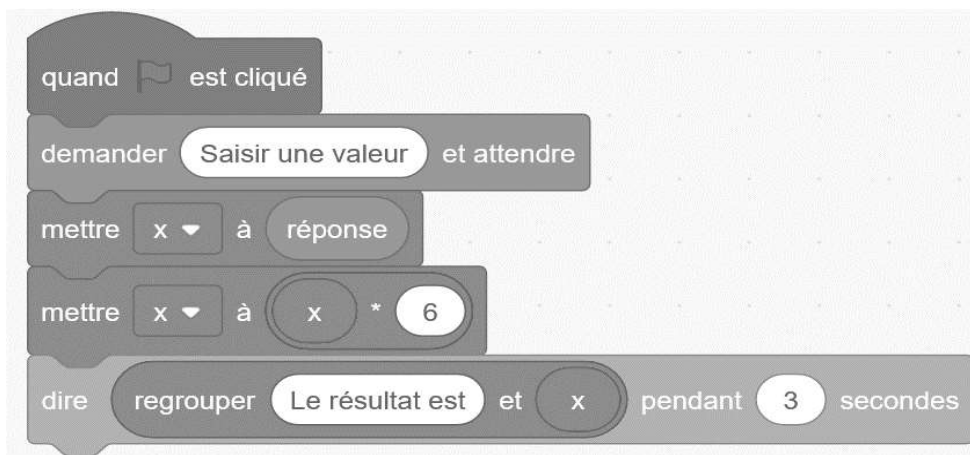 quand est cliqué
demander Saisir une valeur et attendre
mettre x à réponse
mettre x à x * 6
dire regrouper Le résultat est et x pendant 3 secondes